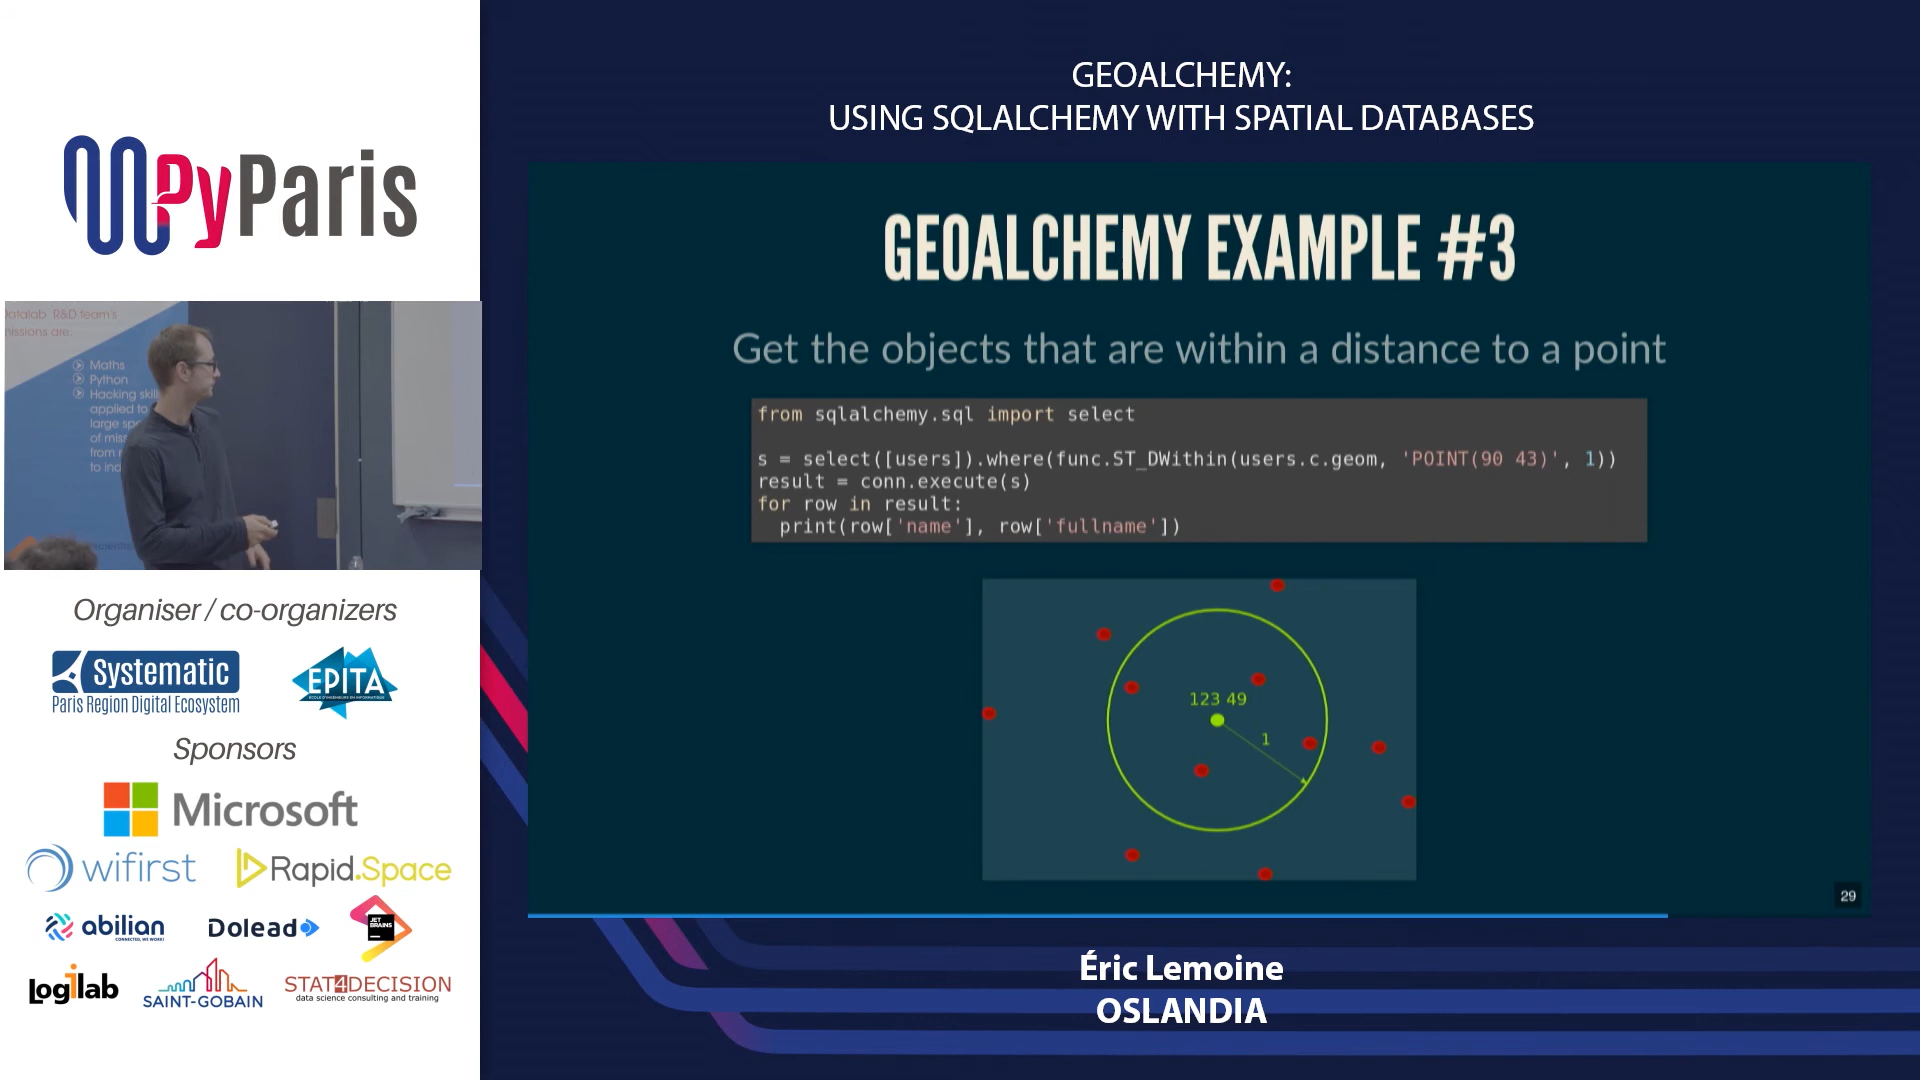 PyParis
Datalab R&D team's
missions are:
Maths
Python
Hacking skill
applied to
large
of
from
to
Organiser / co-organizers
Systematic
Paris Region Digital Ecosystem
EPITA
ÉCOLE D'INGÉNIEURS EN INFORMATIQUE
Sponsors
Microsoft
wifirst
Rapid.Space
abilian
CONNECTED, WE WORK!
Dolead
JET
BRAINS
Logilab
SAINT-GOBAIN
STAT4DECISION
data science consulting and training
GEOALCHEMY:
USING SQLALCHEMY WITH SPATIAL DATABASES
GEOALCHEMY EXAMPLE #3
Get the objects that are within a distance to a point
from sqlalchemy.sql import select
s = select([users]).where(func.ST_DWithin(users.c.geom, 'POINT(90 43)', 1))
result = conn.execute(s)
for row in result:
  print(row['name'], row['fullname'])
123 49
1
29
Éric Lemoine
OSLANDIA